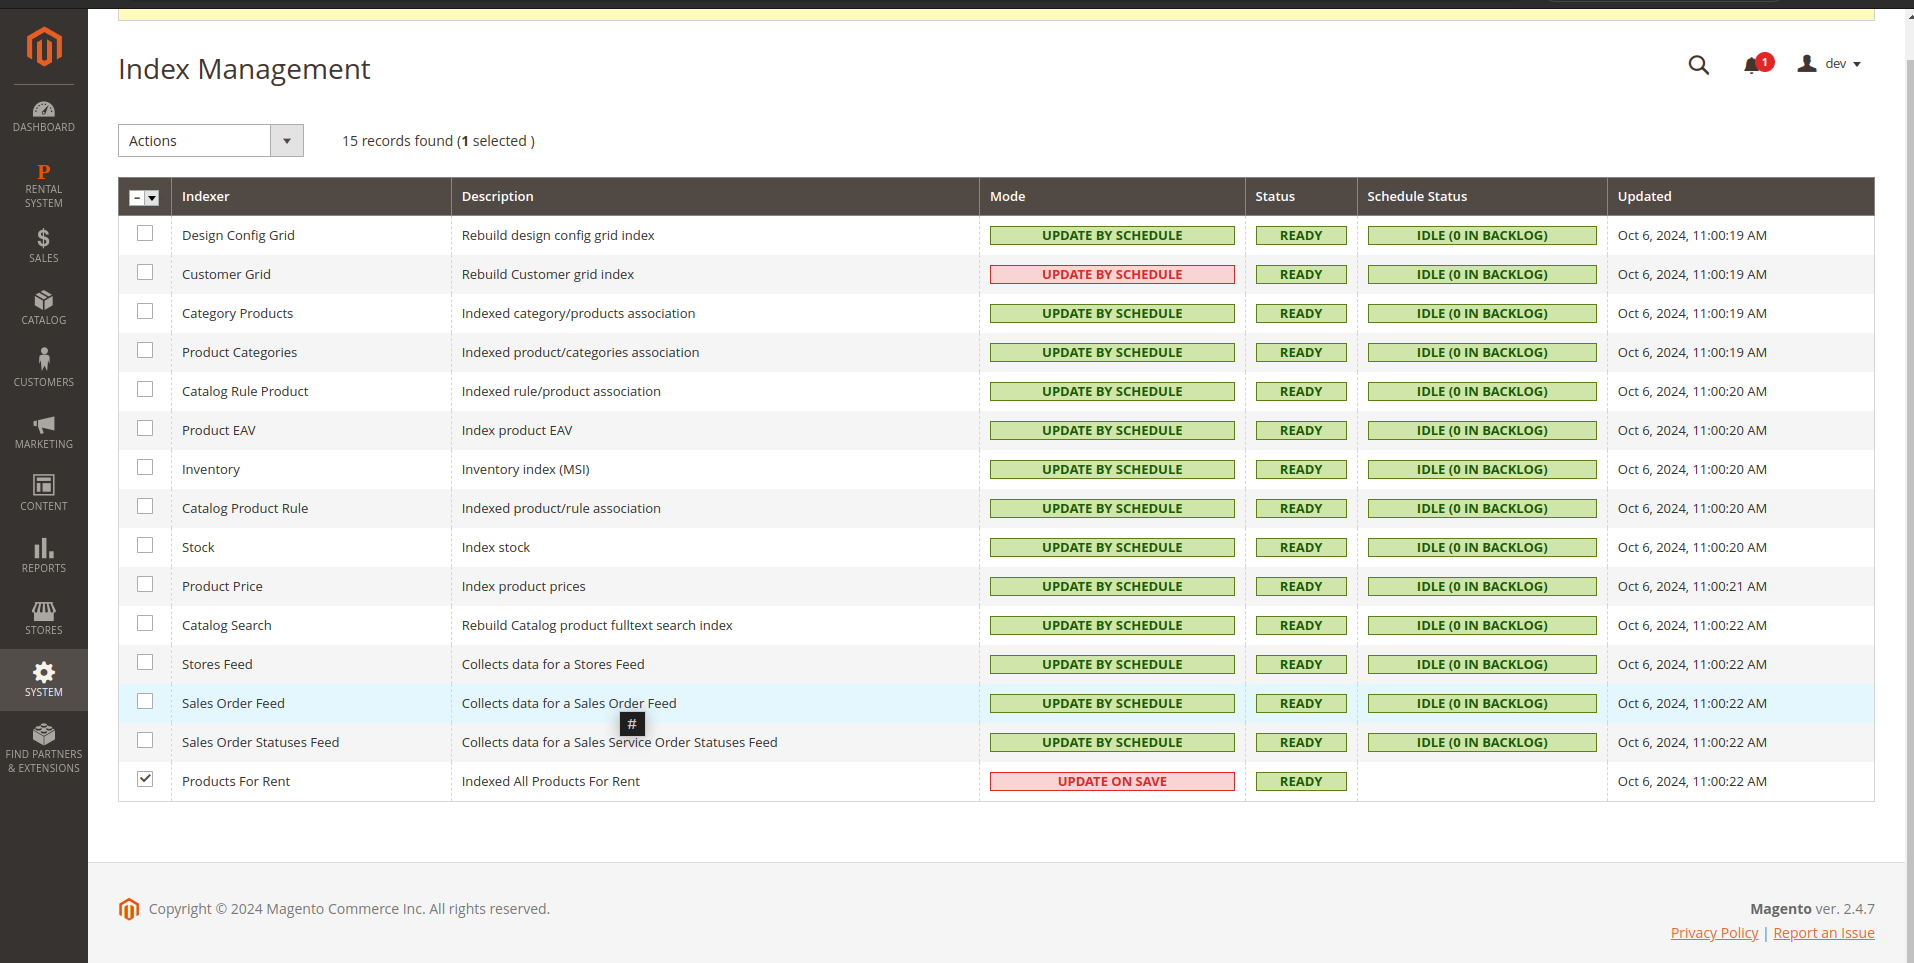 Index Management
1
dev
DASHBOARD
P
RENTAL
SYSTEM
SALES
CATALOG
CUSTOMERS
MARKETING
CONTENT
REPORTS
STORES
SYSTEM
FIND PARTNERS
& EXTENSIONS
Actions
15 records found (1 selected )
Indexer Description Mode Status Schedule Status Updated
Design Config Grid Rebuild design config grid index UPDATE BY SCHEDULE READY IDLE (0 IN BACKLOG) Oct 6, 2024, 11:00:19 AM
Customer Grid Rebuild Customer grid index UPDATE BY SCHEDULE READY IDLE (0 IN BACKLOG) Oct 6, 2024, 11:00:19 AM
Category Products Indexed category/products association UPDATE BY SCHEDULE READY IDLE (0 IN BACKLOG) Oct 6, 2024, 11:00:19 AM
Product Categories Indexed product/categories association UPDATE BY SCHEDULE READY IDLE (0 IN BACKLOG) Oct 6, 2024, 11:00:19 AM
Catalog Rule Product Indexed rule/product association UPDATE BY SCHEDULE READY IDLE (0 IN BACKLOG) Oct 6, 2024, 11:00:20 AM
Product EAV Index product EAV UPDATE BY SCHEDULE READY IDLE (0 IN BACKLOG) Oct 6, 2024, 11:00:20 AM
Inventory Inventory index (MSI) UPDATE BY SCHEDULE READY IDLE (0 IN BACKLOG) Oct 6, 2024, 11:00:20 AM
Catalog Product Rule Indexed product/rule association UPDATE BY SCHEDULE READY IDLE (0 IN BACKLOG) Oct 6, 2024, 11:00:20 AM
Stock Index stock UPDATE BY SCHEDULE READY IDLE (0 IN BACKLOG) Oct 6, 2024, 11:00:20 AM
Product Price Index product prices UPDATE BY SCHEDULE READY IDLE (0 IN BACKLOG) Oct 6, 2024, 11:00:21 AM
Catalog Search Rebuild Catalog product fulltext search index UPDATE BY SCHEDULE READY IDLE (0 IN BACKLOG) Oct 6, 2024, 11:00:22 AM
Stores Feed Collects data for a Stores Feed UPDATE BY SCHEDULE READY IDLE (0 IN BACKLOG) Oct 6, 2024, 11:00:22 AM
Sales Order Feed Collects data for a Sales Order Feed UPDATE BY SCHEDULE READY IDLE (0 IN BACKLOG) Oct 6, 2024, 11:00:22 AM
#
Sales Order Statuses Feed Collects data for a Sales Service Order Statuses Feed UPDATE BY SCHEDULE READY IDLE (0 IN BACKLOG) Oct 6, 2024, 11:00:22 AM
Products For Rent Indexed All Products For Rent UPDATE ON SAVE READY Oct 6, 2024, 11:00:22 AM
Copyright © 2024 Magento Commerce Inc. All rights reserved.
Magento ver. 2.4.7
Privacy Policy | Report an Issue